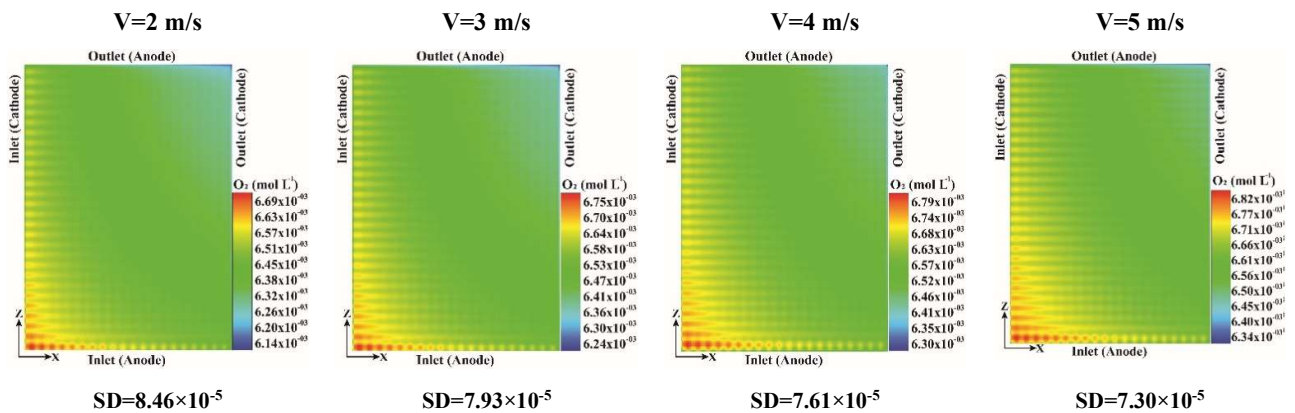 V=2 m/s
V=3 m/s
V=4 m/s
V=5 m/s
Outlet (Anode)
Inlet (Cathode)
Outlet (Cathode)
O₂ (mol L⁻¹)
6.69x10⁻⁰³
6.63x10⁻⁰³
6.57x10⁻⁰³
6.51x10⁻⁰³
6.45x10⁻⁰³
6.38x10⁻⁰³
6.32x10⁻⁰³
6.26x10⁻⁰³
6.20x10⁻⁰³
6.14x10⁻⁰³
Z
X
Inlet (Anode)
Outlet (Anode)
Inlet (Cathode)
Outlet (Cathode)
O₂ (mol L⁻¹)
6.75x10⁻⁰³
6.70x10⁻⁰³
6.64x10⁻⁰³
6.58x10⁻⁰³
6.53x10⁻⁰³
6.47x10⁻⁰³
6.41x10⁻⁰³
6.36x10⁻⁰³
6.30x10⁻⁰³
6.24x10⁻⁰³
Z
X
Inlet (Anode)
Outlet (Anode)
Inlet (Cathode)
Outlet (Cathode)
O₂ (mol L⁻¹)
6.79x10⁻⁰³
6.74x10⁻⁰³
6.68x10⁻⁰³
6.63x10⁻⁰³
6.57x10⁻⁰³
6.52x10⁻⁰³
6.46x10⁻⁰³
6.41x10⁻⁰³
6.35x10⁻⁰³
6.30x10⁻⁰³
Z
X
Inlet (Anode)
Outlet (Anode)
Inlet (Cathode)
Outlet (Cathode)
O₂ (mol L⁻¹)
6.82x10⁻⁰³
6.77x10⁻⁰³
6.71x10⁻⁰³
6.66x10⁻⁰³
6.61x10⁻⁰³
6.56x10⁻⁰³
6.50x10⁻⁰³
6.45x10⁻⁰³
6.40x10⁻⁰³
6.34x10⁻⁰³
Z
X
Inlet (Anode)
SD=8.46×10⁻⁵
SD=7.93×10⁻⁵
SD=7.61×10⁻⁵
SD=7.30×10⁻⁵